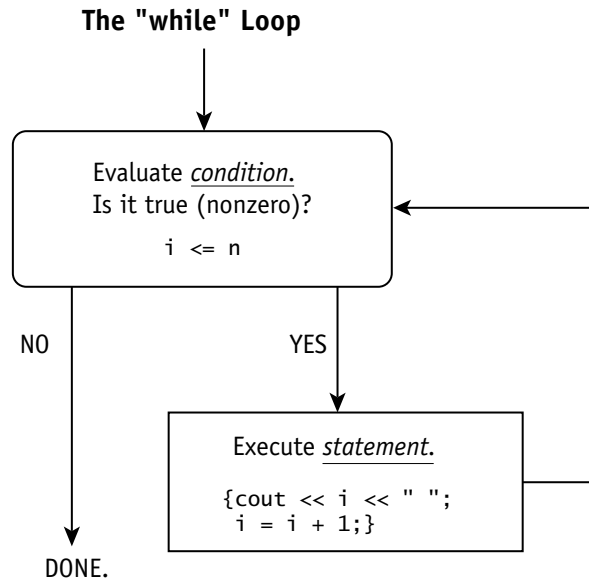 The "while" Loop
Evaluate condition.
Is it true (nonzero)?
i <= n
NO
YES
Execute statement.
{cout << i << " ";
i = i + 1;}
DONE.